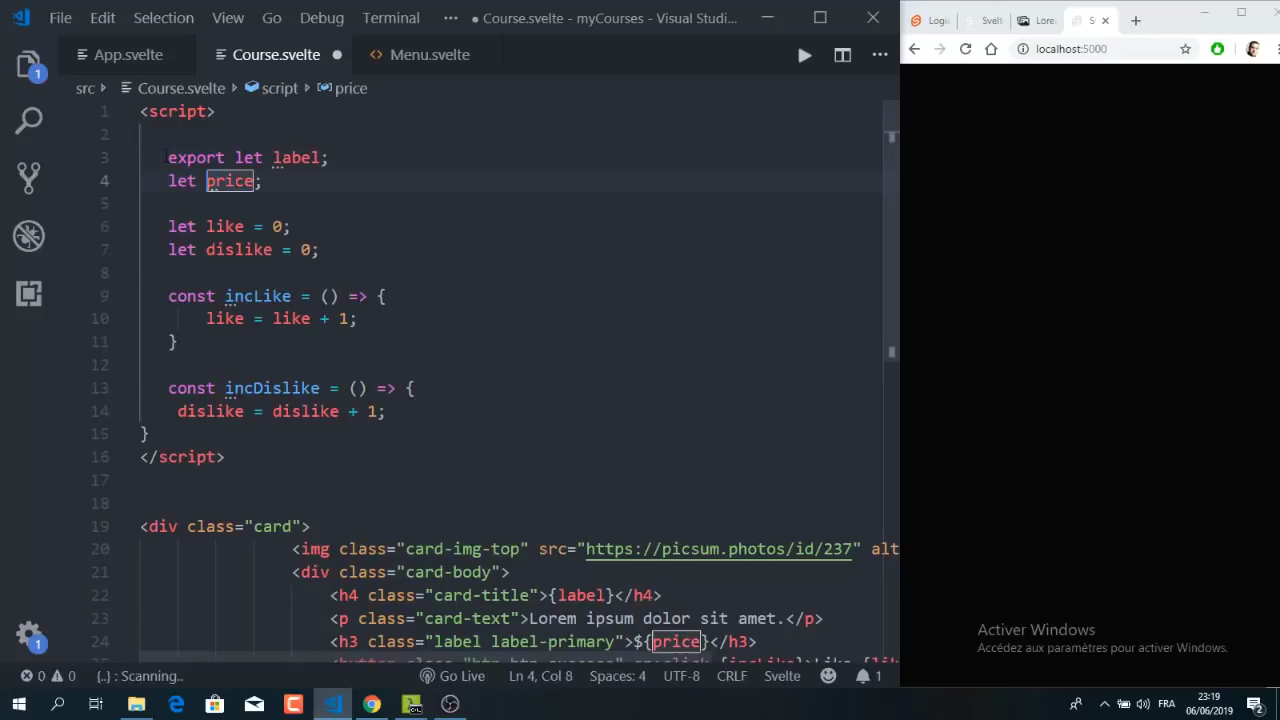 File Edit Selection View Go Debug Terminal ··· ● Course.svelte - myCourses - Visual Studi...
App.svelte Course.svelte ● Menu.svelte ···
src Course.svelte script price
1 <script>
2
3 export let label;
4 let price;
5
6 let like = 0;
7 let dislike = 0;
8
9 const incLike = () => {
10 like = like + 1;
11 }
12
13 const incDislike = () => {
14 dislike = dislike + 1;
15 }
16 </script>
17
18
19 <div class="card">
20 <img class="card-img-top" src="https://picsum.photos/id/237" alt
21 <div class="card-body">
22 <h4 class="card-title">{label}</h4>
23 <p class="card-text">Lorem ipsum dolor sit amet.</p>
24 <h3 class="label label-primary">${price}</h3>
1
1
0 0 {..} : Scanning.. Go Live Ln 4, Col 8 Spaces: 4 UTF-8 CRLF Svelte 1
Logi Svelt Lore S
localhost:5000
Activer Windows
Accédez aux paramètres pour activer Windows.
FRA 23:19
06/06/2019 2